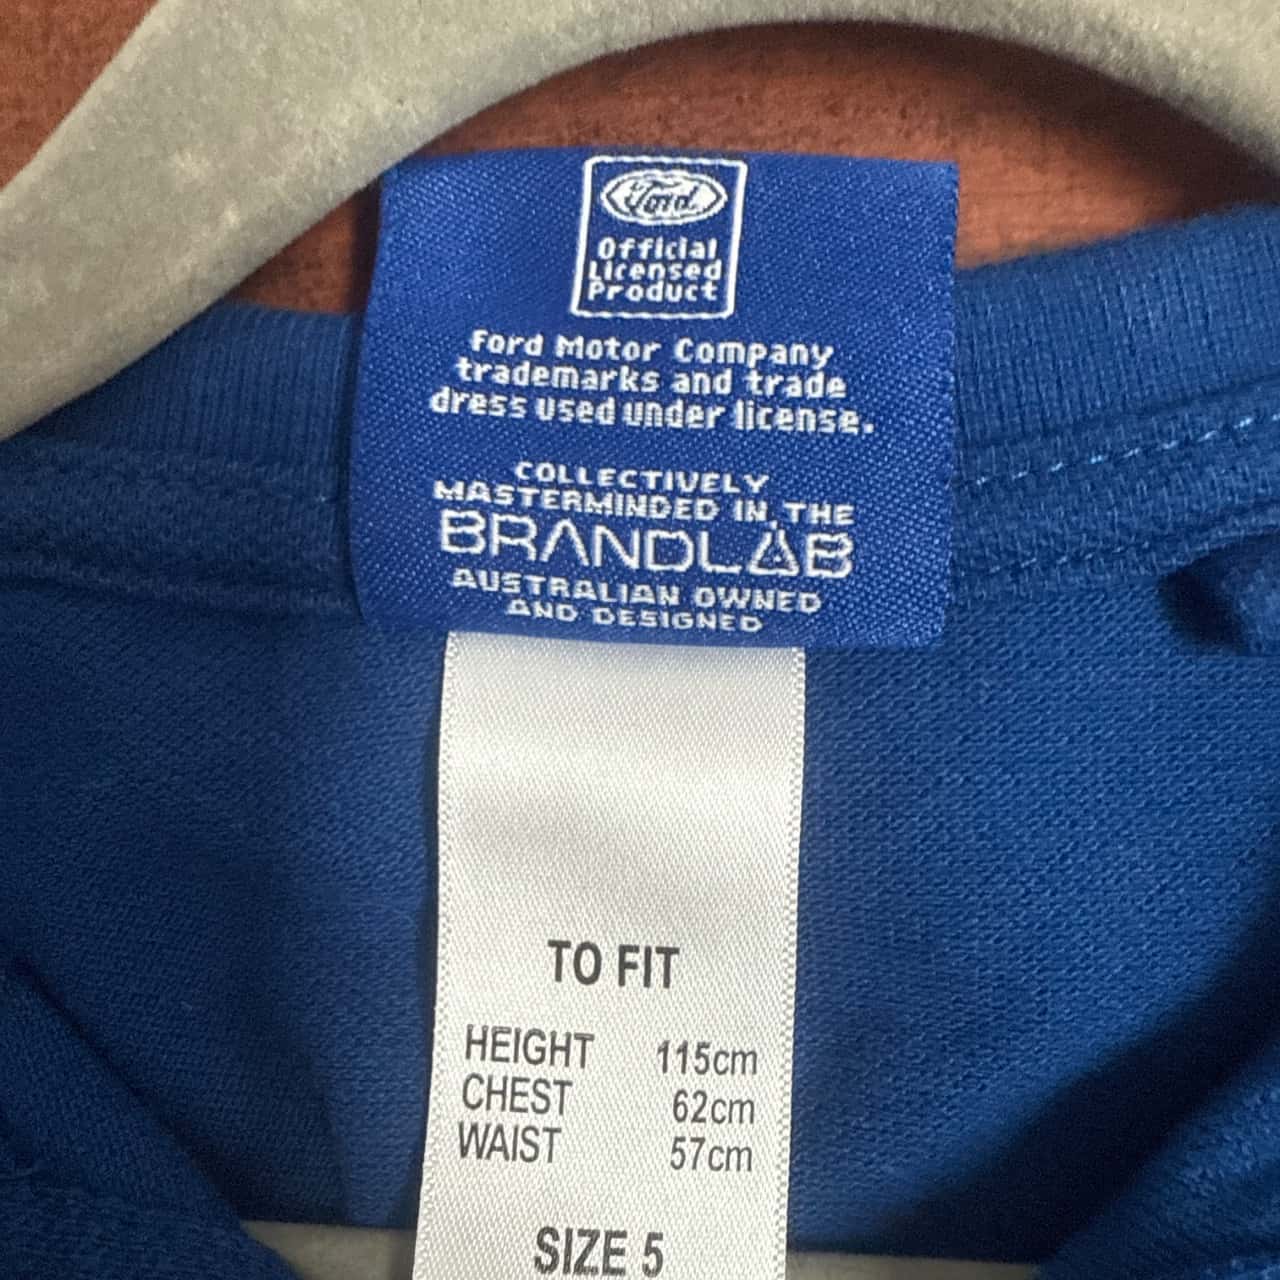 Ford
Official
Licensed
Product
Ford Motor Company
trademarks and trade
dress used under license.
COLLECTIVELY
MASTERMINDED IN THE
BRANDLAB
AUSTRALIAN OWNED
AND DESIGNED
TO FIT
HEIGHT 115cm
CHEST 62cm
WAIST 57cm
SIZE 5